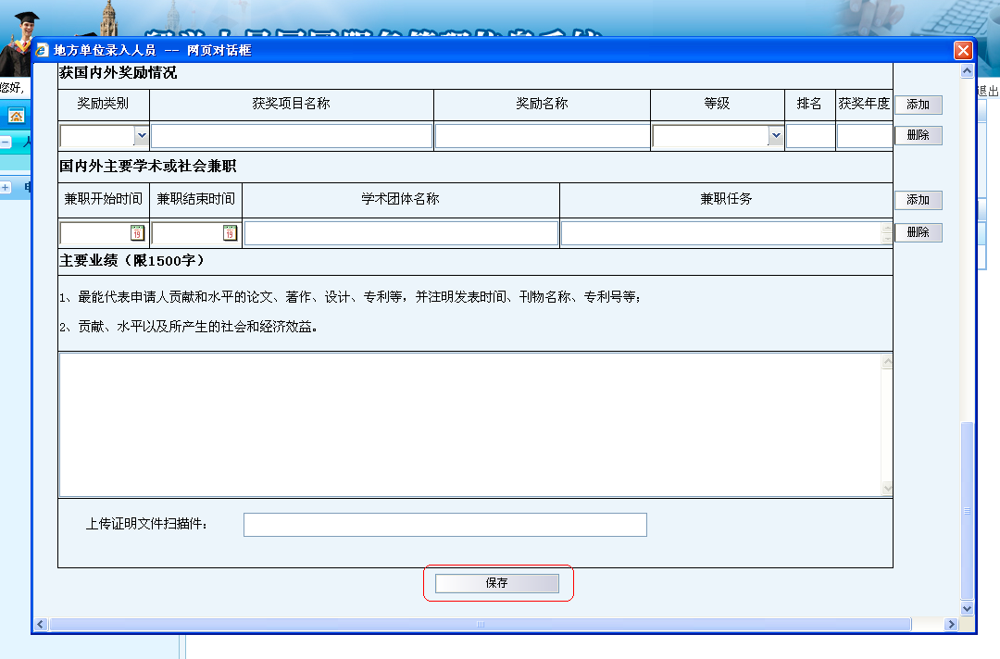 地方单位录入人员 -- 网页对话框
您好,
退出
获国内外奖励情况
奖励类别 获奖项目名称 奖励名称 等级 排名 获奖年度 添加
删除
国内外主要学术或社会兼职
兼职开始时间 兼职结束时间 学术团体名称 兼职任务 添加
19 19 删除
主要业绩（限1500字）
1、最能代表申请人贡献和水平的论文、著作、设计、专利等，并注明发表时间、刊物名称、专利号等；
2、贡献、水平以及所产生的社会和经济效益。
上传证明文件扫描件：
保存